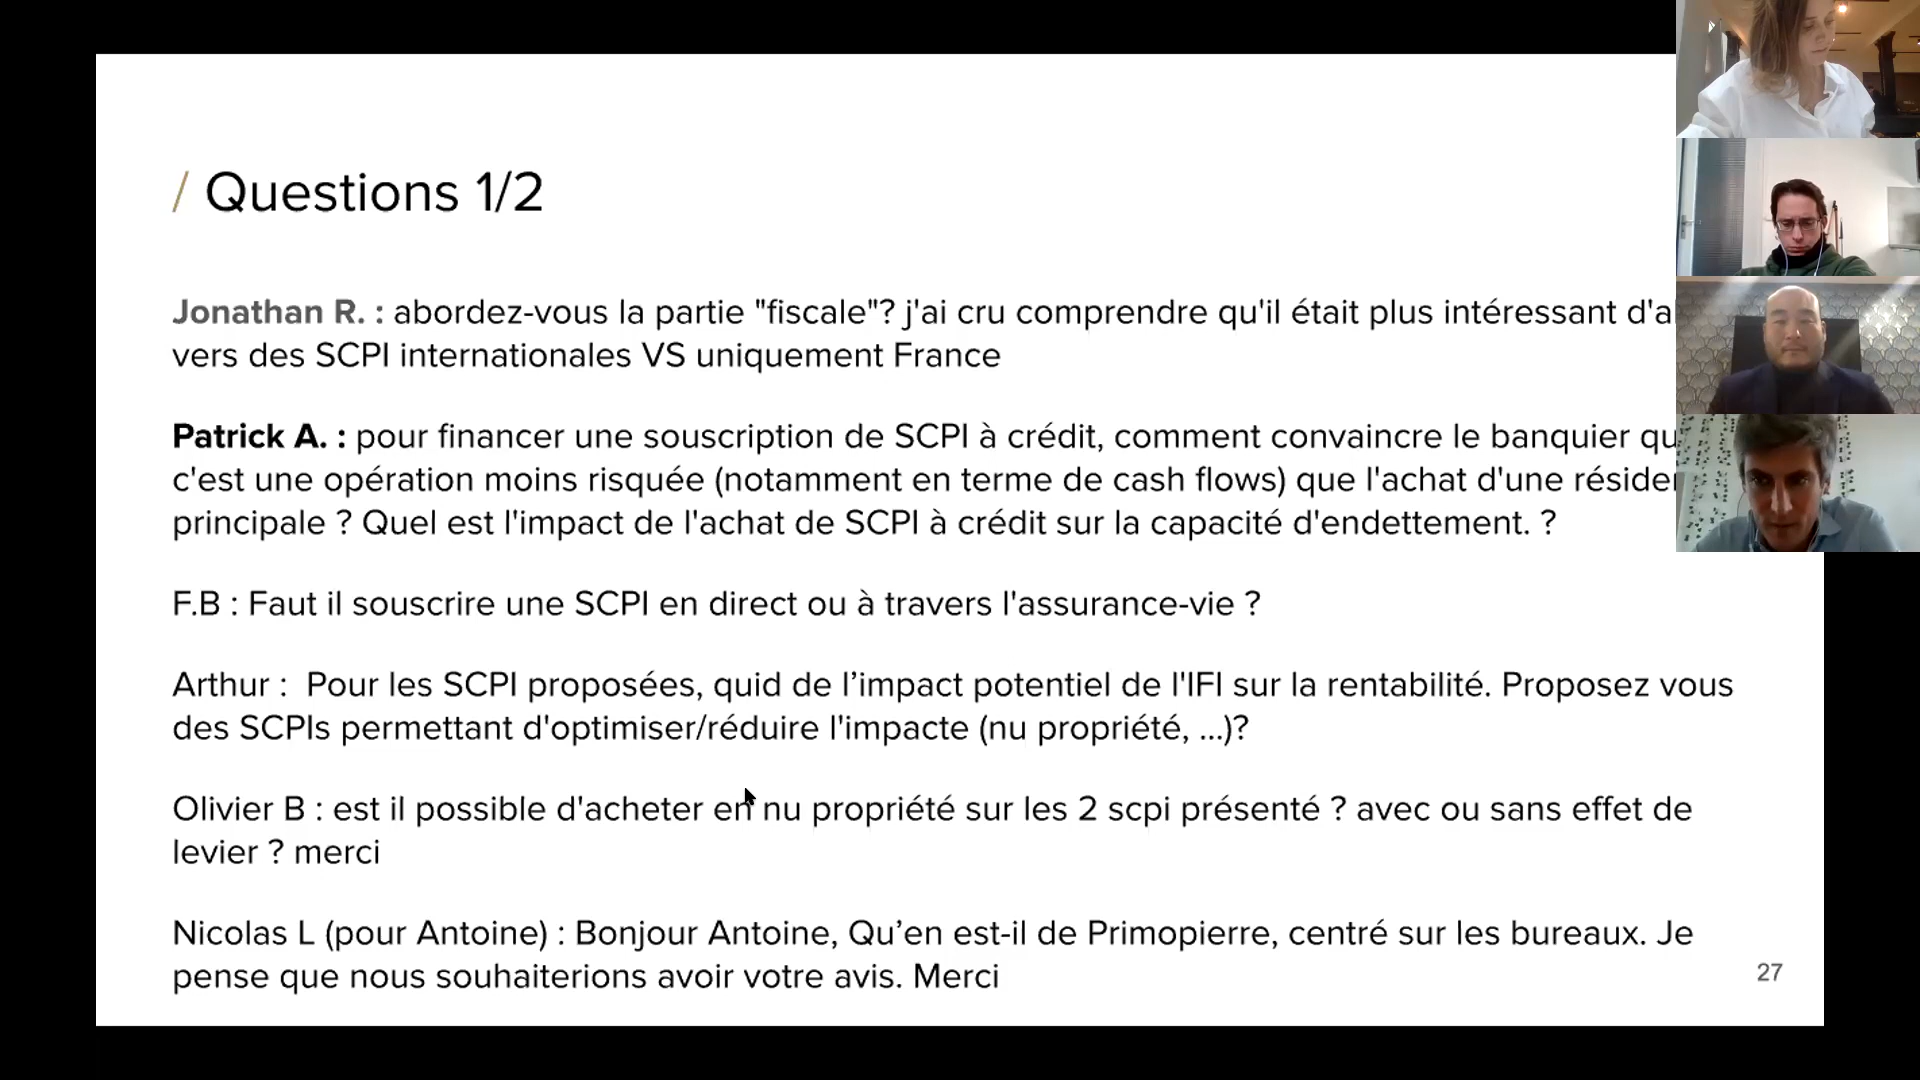 / Questions 1/2
Jonathan R. : abordez-vous la partie "fiscale"? j'ai cru comprendre qu'il était plus intéressant
vers des SCPI internationales VS uniquement France
Patrick A. : pour financer une souscription de SCPI à crédit, comment convaincre le banquier
c'est une opération moins risquée (notamment en terme de cash flows) que l'achat d'une
principale ? Quel est l'impact de l'achat de SCPI à crédit sur la capacité d'endettement. ?
F.B : Faut il souscrire une SCPI en direct ou à travers l'assurance-vie ?
Arthur : Pour les SCPI proposées, quid de l’impact potentiel de l'IFI sur la rentabilité. Proposez vous
des SCPIs permettant d'optimiser/réduire l'impacte (nu propriété, ...)?
Olivier B : est il possible d'acheter en nu propriété sur les 2 scpi présenté ? avec ou sans effet de
levier ? merci
Nicolas L (pour Antoine) : Bonjour Antoine, Qu’en est-il de Primopierre, centré sur les bureaux. Je
pense que nous souhaiterions avoir votre avis. Merci
27